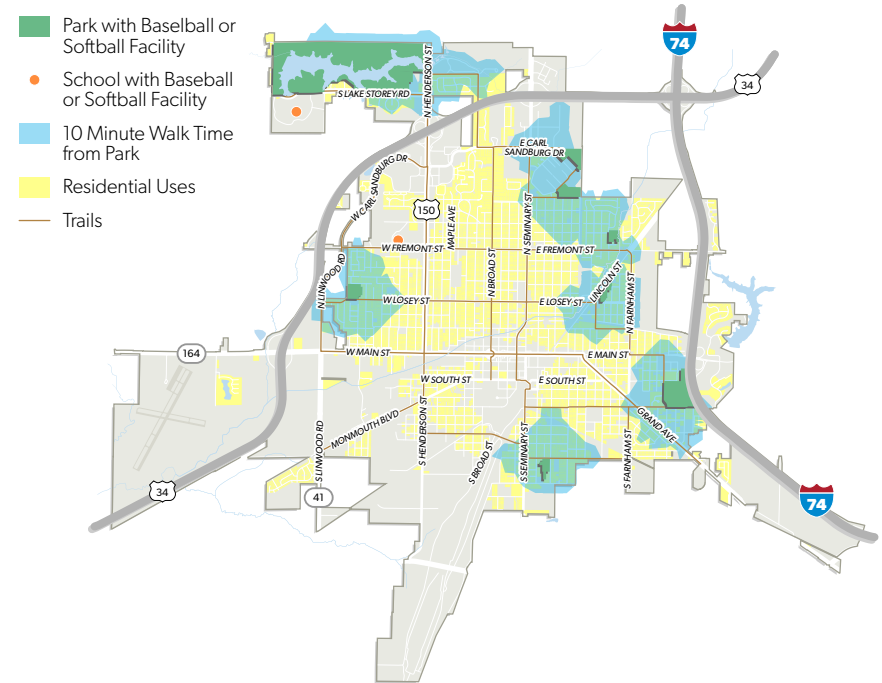 Park with Baselball or
Softball Facility
School with Baseball
or Softball Facility
10 Minute Walk Time
from Park
Residential Uses
Trails
74
34
N HENDERSON ST
S LAKE STOREY RD
E CARL
SANDBURG DR
W CARL SANDBURG DR
150
MAPLE AVE
N SEMINARY ST
N BROAD ST
W FREMONT ST
E FREMONT ST
N LINWOOD RD
LINCOLN ST
N FARNHAM ST
W LOSEY ST
E LOSEY ST
164
W MAIN ST
E MAIN ST
W SOUTH ST
E SOUTH ST
MONMOUTH BLVD
S HENDERSON ST
GRAND AVE
S LINWOOD RD
S BROAD ST
S SEMINARY ST
S FARNHAM ST
34
41
74